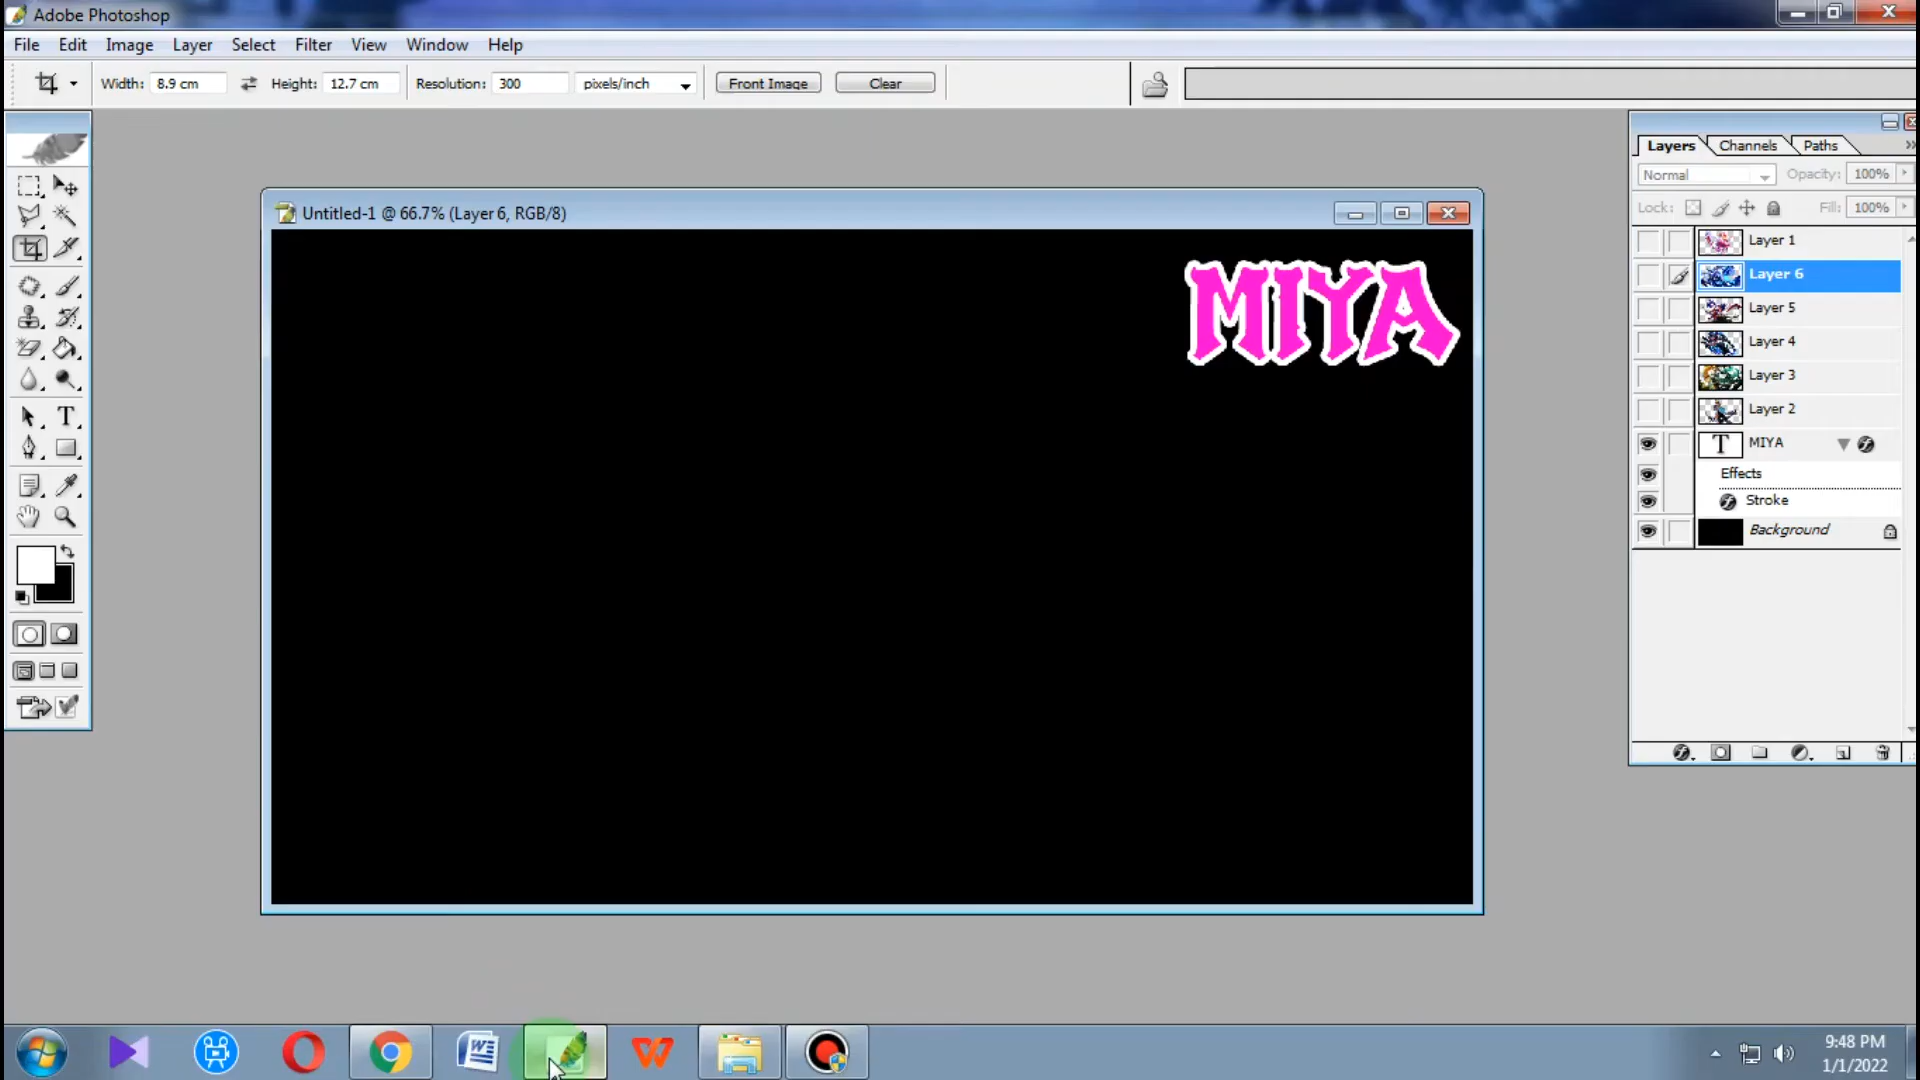 Adobe Photoshop
File Edit Image Layer Select Filter View Window Help
Width: 8.9 cm Height: 12.7 cm Resolution: 300 pixels/inch Front Image Clear
Layers Channels Paths
Normal Opacity: 100%
Lock: Fill: 100%
Untitled-1 @ 66.7% (Layer 6, RGB/8)
MIYA
Layer 1
Layer 6
Layer 5
Layer 4
Layer 3
Layer 2
T MIYA
Effects
Stroke
Background
T
9:48 PM
1/1/2022